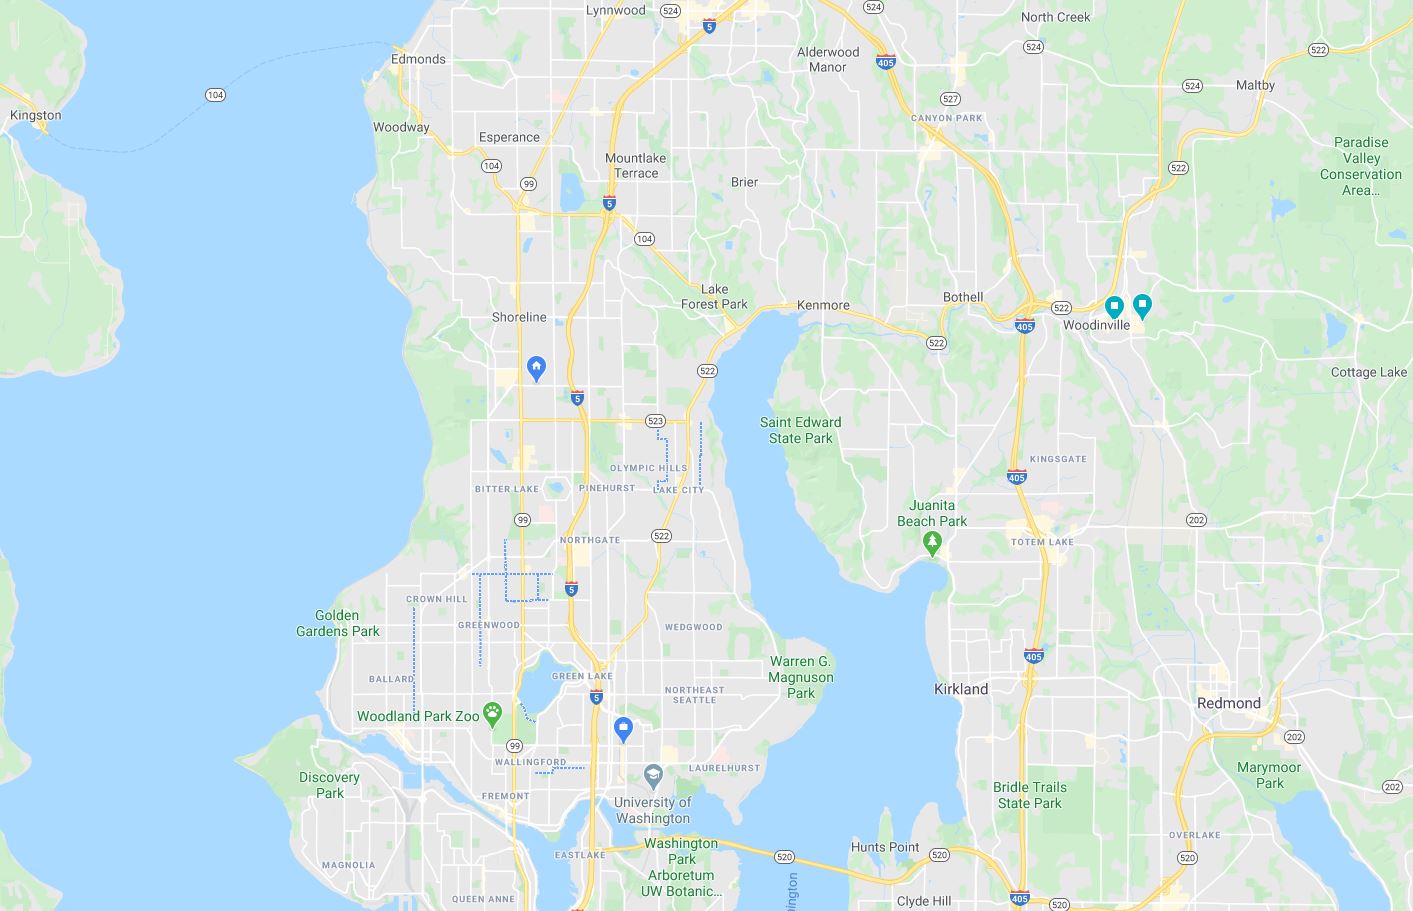 Lynnwood
524
5
524
North Creek
524
522
Edmonds
Alderwood
Manor
405
524
Maltby
104
527
Kingston
CANYON PARK
Woodway
Esperance
Paradise
Valley
Conservation
Area...
104
99
Mountlake
Terrace
Brier
522
5
104
Lake
Forest Park
Kenmore
Bothell
522
405
Woodinville
Shoreline
522
522
Cottage Lake
5
523
Saint Edward
State Park
OLYMPIC HILLS
KINGSGATE
405
BITTER LAKE
PINEHURST
LAKE CITY
Juanita
Beach Park
99
522
202
NORTHGATE
TOTEM LAKE
5
CROWN HILL
Golden
Gardens Park
GREENWOOD
WEDGWOOD
405
Warren G.
Magnuson
Park
BALLARD
GREEN LAKE
5
NORTHEAST
SEATTLE
Kirkland
Redmond
Woodland Park Zoo
99
202
WALLINGFORD
LAURELHURST
Discovery
Park
FREMONT
University of
Washington
Bridle Trails
State Park
Marymoor
Park
202
OVERLAKE
Washington
Park
Arboretum
UW Botanic...
EASTLAKE
520
Hunts Point
520
520
MAGNOLIA
QUEEN ANNE
Clyde Hill
405
520